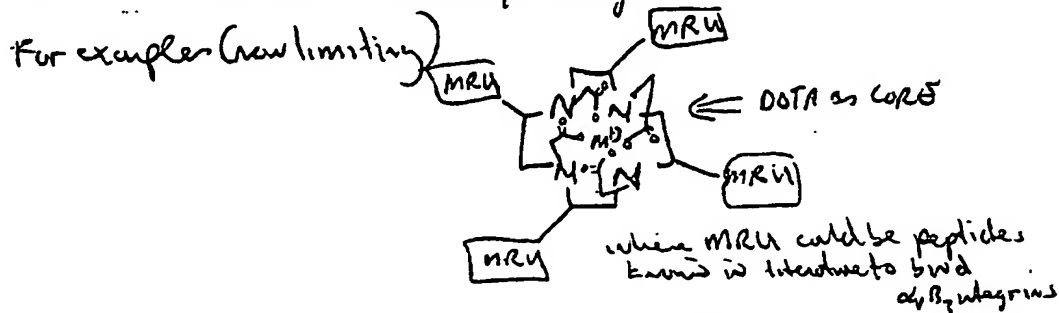 For examples (non limiting)
MRU
MRU
N
N
⇐ DOTA as CORE
M
N
N
MRU
MRU
where MRU could be peptides
known in literature to bind
αvβ3 integrins